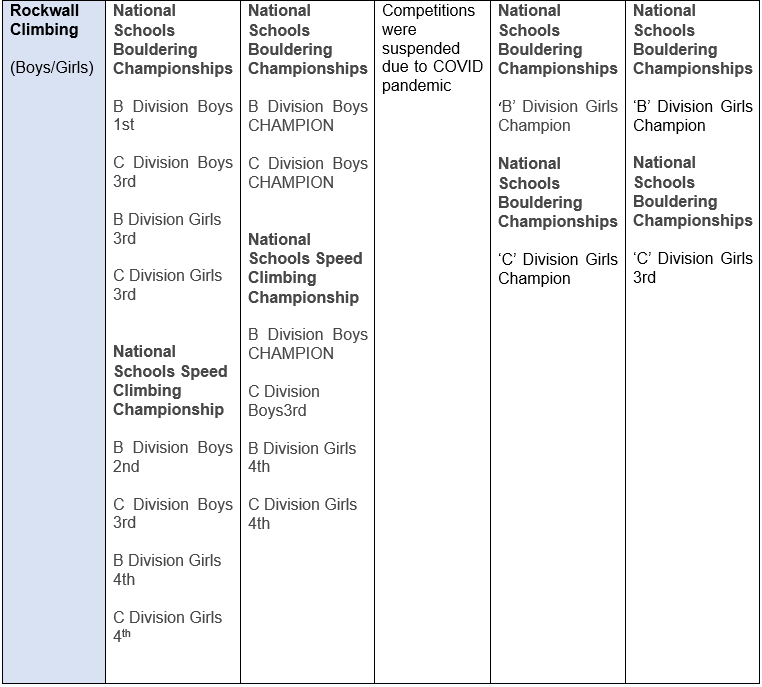 Rockwall
Climbing
(Boys/Girls)
National
Schools
Bouldering
Championships
B Division Boys
1st
C Division Boys
3rd
B Division Girls
3rd
C Division Girls
3rd
National
Schools Speed
Climbing
Championship
B Division Boys
2nd
C Division Boys
3rd
B Division Girls
4th
C Division Girls
4th
National
Schools
Bouldering
Championships
B Division Boys
CHAMPION
C Division Boys
CHAMPION
National
Schools Speed
Climbing
Championship
B Division Boys
CHAMPION
C Division
Boys3rd
B Division Girls
4th
C Division Girls
4th
Competitions
were
suspended
due to COVID
pandemic
National
Schools
Bouldering
Championships
‘B’ Division Girls
Champion
National
Schools
Bouldering
Championships
‘C’ Division Girls
Champion
National
Schools
Bouldering
Championships
‘B’ Division Girls
Champion
National
Schools
Bouldering
Championships
‘C’ Division Girls
3rd